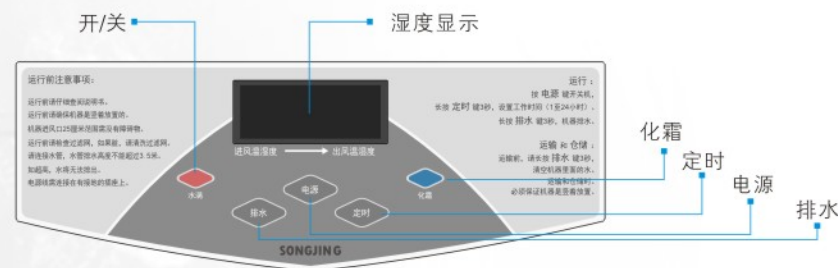 开/关
湿度显示
运行前注意事项:
运行前请仔细查阅说明书。
运行前请确保机器是竖着放置的。
机器进风口25厘米范围需没有障碍物。
运行前请检查过滤网,如果脏,请清洗过滤网。
请连接水管,水管排水高度不能超过3.5米。
如超高,水将无法排出。
电源线需连接在有接地的插座上。
进风温湿度
出风温湿度
运行:
按 电源 键开关机。
长按 定时 键3秒,设置工作时间(1至24小时)。
长按 排水 键3秒,机器排水。
运输 和 仓储:
运输前,请长按 排水 键3秒,
清空机器里面的水。
运输和仓储时,
必须保证机器是竖着放置。
水满
电源
化霜
排水
定时
SONGJING
化霜
定时
电源
排水